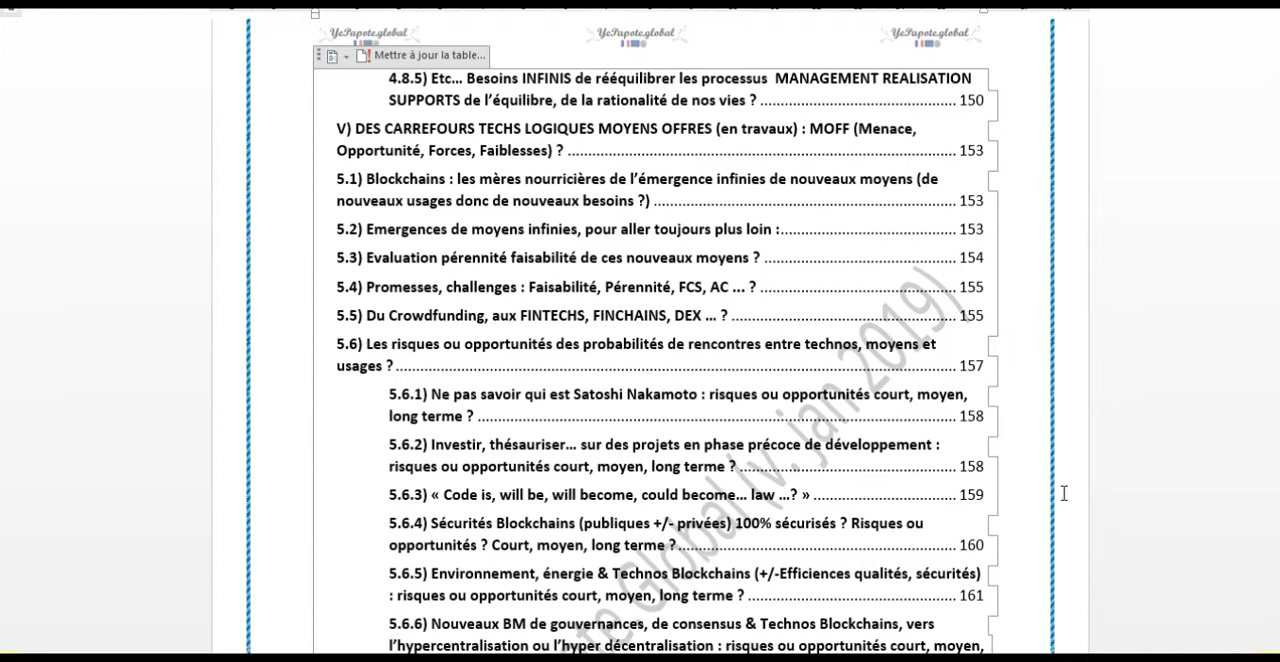 YePapote.global YePapote.global YePapote.global
Mettre à jour la table...
4.8.5) Etc... Besoins INFINIS de rééquilibrer les processus MANAGEMENT REALISATION
SUPPORTS de l'équilibre, de la rationalité de nos vies ? 150
V) DES CARREFOURS TECHS LOGIQUES MOYENS OFFRES (en travaux) : MOFF (Menace,
Opportunité, Forces, Faiblesses) ? 153
5.1) Blockchains : les mères nourricières de l'émergence infinies de nouveaux moyens (de
nouveaux usages donc de nouveaux besoins ?) 153
5.2) Emergences de moyens infinies, pour aller toujours plus loin : 153
5.3) Evaluation pérennité faisabilité de ces nouveaux moyens ? 154
5.4) Promesses, challenges : Faisabilité, Pérennité, FCS, AC ... ? 155
5.5) Du Crowdfunding, aux FINTECHS, FINCHAINS, DEX ... ? 155
5.6) Les risques ou opportunités des probabilités de rencontres entre technos, moyens et
usages ? 157
5.6.1) Ne pas savoir qui est Satoshi Nakamoto : risques ou opportunités court, moyen,
long terme ? 158
5.6.2) Investir, thésauriser... sur des projets en phase précoce de développement :
risques ou opportunités court, moyen, long terme ? 158
5.6.3) « Code is, will be, will become, could become... law ...? » 159
5.6.4) Sécurités Blockchains (publiques +/- privées) 100% sécurisés ? Risques ou
opportunités ? Court, moyen, long terme ? 160
5.6.5) Environnement, énergie & Technos Blockchains (+/-Efficiences qualités, sécurités)
: risques ou opportunités court, moyen, long terme ? 161
5.6.6) Nouveaux BM de gouvernances, de consensus & Technos Blockchains, vers
l'hypercentralisation ou l'hyper décentralisation : risques ou opportunités court, moyen,
te Global (v. jan 2019)